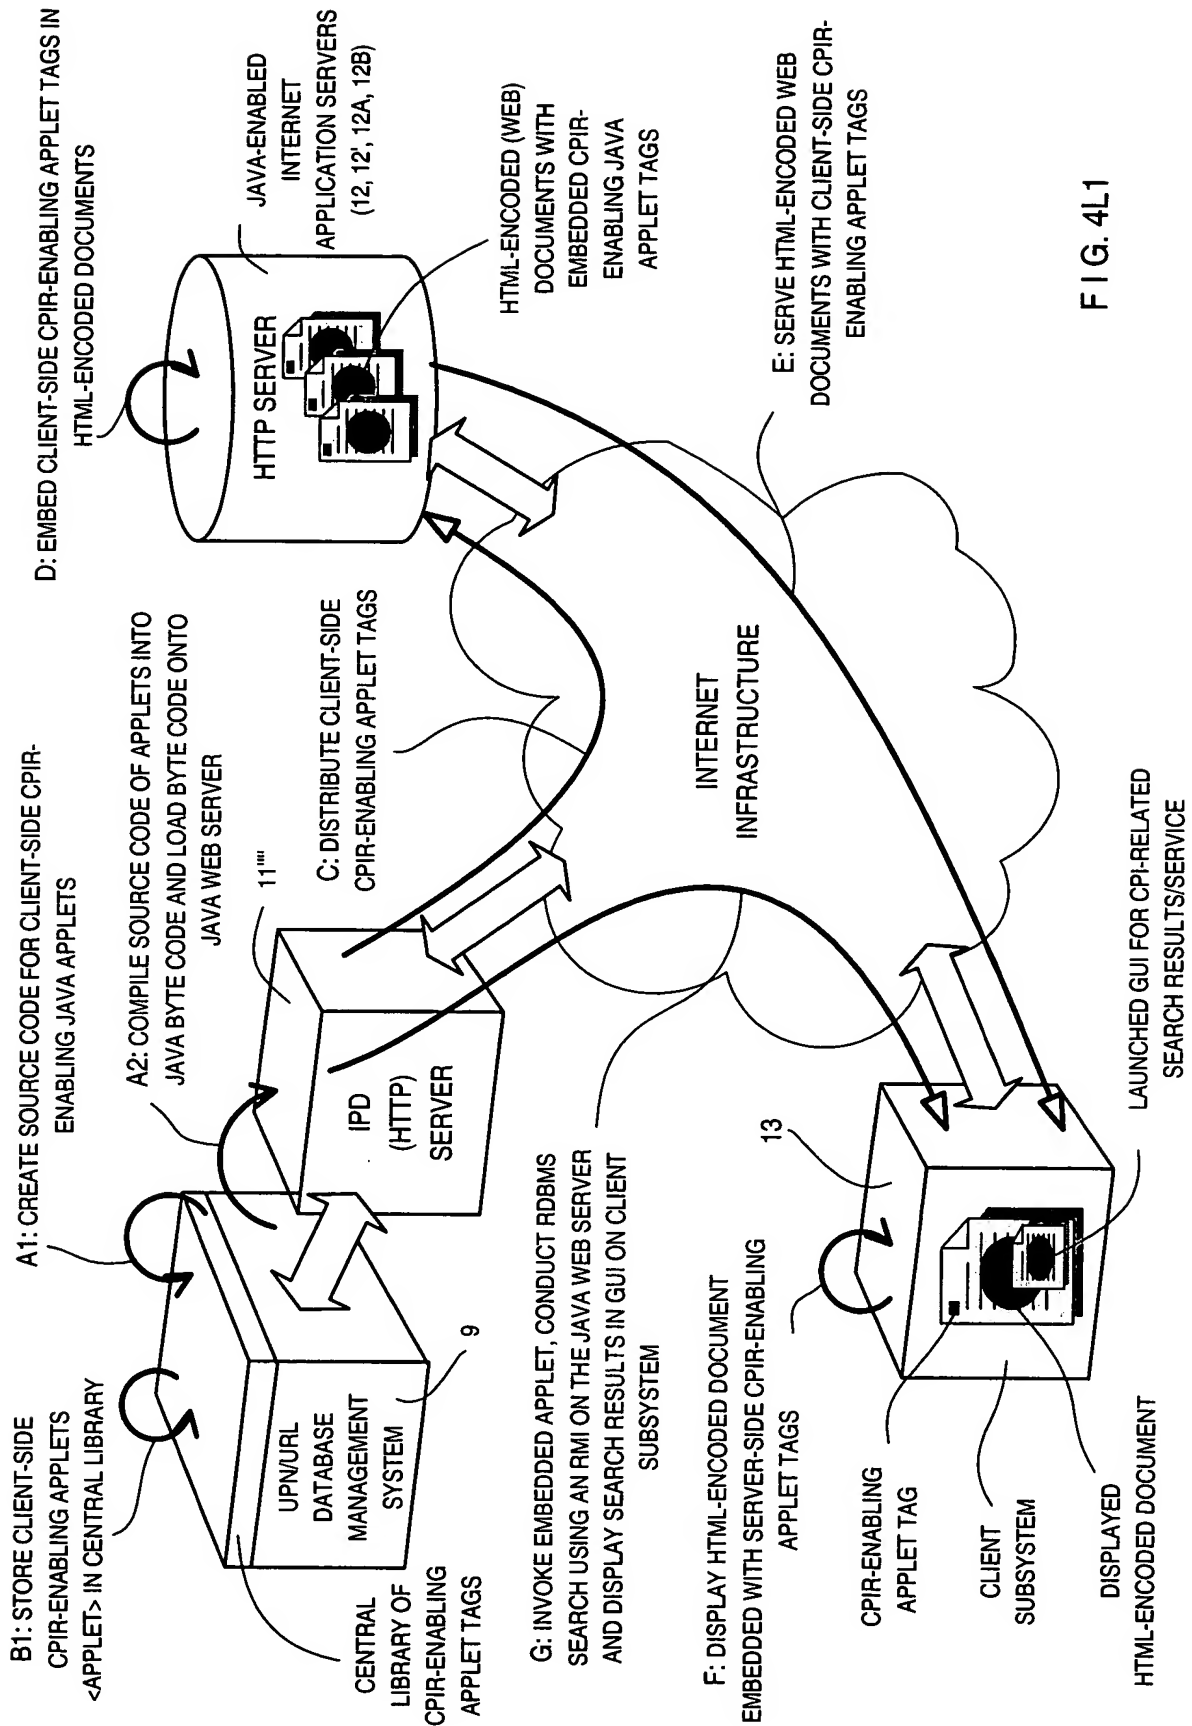 B1: STORE CLIENT-SIDE
CPIR-ENABLING APPLETS
<APPLET> IN CENTRAL LIBRARY
A1: CREATE SOURCE CODE FOR CLIENT-SIDE CPIR-
ENABLING JAVA APPLETS
A2: COMPILE SOURCE CODE OF APPLETS INTO
JAVA BYTE CODE AND LOAD BYTE CODE ONTO
JAVA WEB SERVER
D: EMBED CLIENT-SIDE CPIR-ENABLING APPLET TAGS IN
HTML-ENCODED DOCUMENTS
JAVA-ENABLED
INTERNET
APPLICATION SERVERS
(12, 12', 12A, 12B)
HTTP SERVER
HTML-ENCODED (WEB)
DOCUMENTS WITH
EMBEDDED CPIR-
ENABLING JAVA
APPLET TAGS
11''''
C: DISTRIBUTE CLIENT-SIDE
CPIR-ENABLING APPLET TAGS
UPN/URL
DATABASE
MANAGEMENT
SYSTEM
9
IPD
(HTTP)
SERVER
CENTRAL
LIBRARY OF
CPIR-ENABLING
APPLET TAGS
G: INVOKE EMBEDDED APPLET, CONDUCT RDBMS
SEARCH USING AN RMI ON THE JAVA WEB SERVER
AND DISPLAY SEARCH RESULTS IN GUI ON CLIENT
SUBSYSTEM
INTERNET
INFRASTRUCTURE
E: SERVE HTML-ENCODED WEB
DOCUMENTS WITH CLIENT-SIDE CPIR-
ENABLING APPLET TAGS
F: DISPLAY HTML-ENCODED DOCUMENT
EMBEDDED WITH SERVER-SIDE CPIR-ENABLING
APPLET TAGS
13
CPIR-ENABLING
APPLET TAG
CLIENT
SUBSYSTEM
DISPLAYED
HTML-ENCODED DOCUMENT
LAUNCHED GUI FOR CPI-RELATED
SEARCH RESULTS/SERVICE
FIG. 4L1